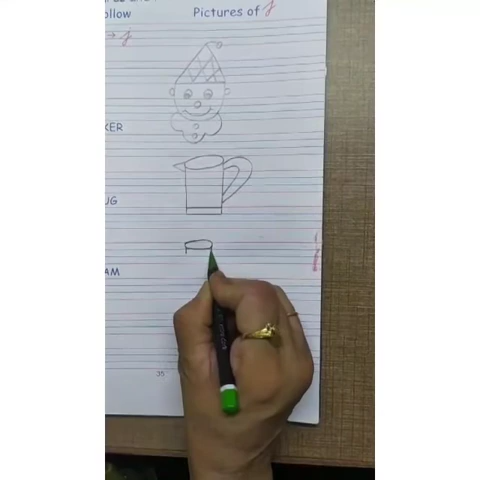 ollow
Pictures of j
→ j
KER
UG
AM
35